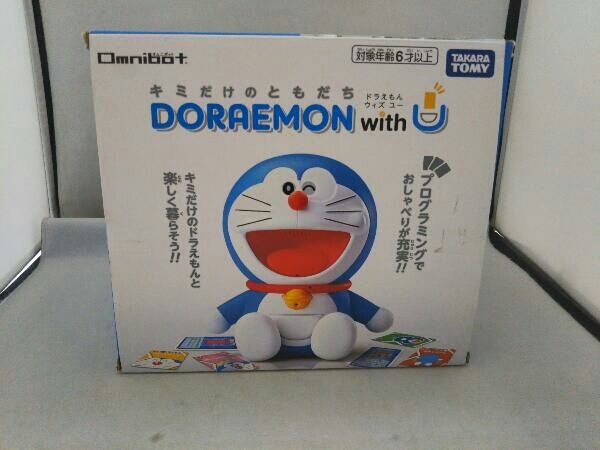 Omnibot
対象年齢6才以上
TAKARA
TOMY
キミだけのともだち
DORAEMON with U
ドラえもん
ウィズ ユー
キミだけのドラえもんと
楽しく暮らそう!!
プログラミングで
おしゃべりが充実!!